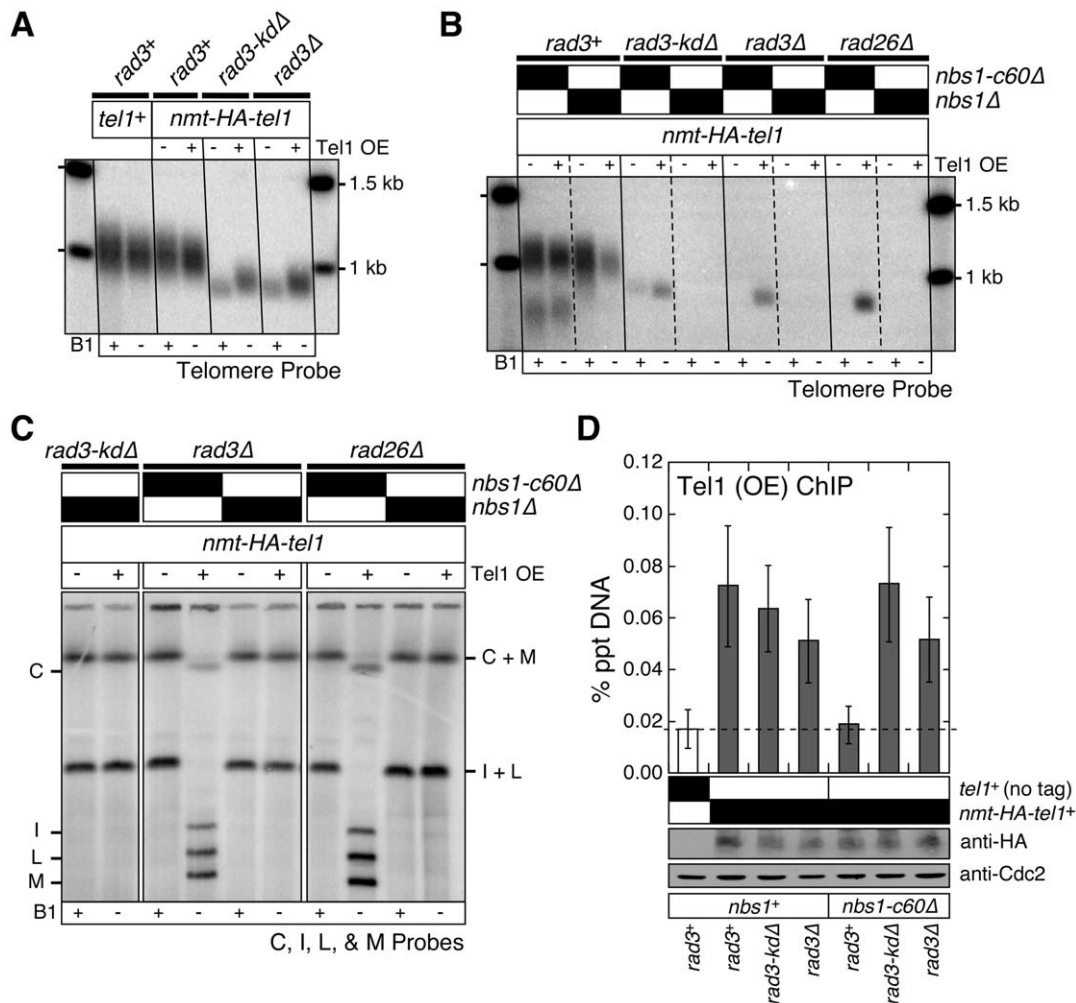 A
rad3+ rad3+ rad3-kdΔ rad3Δ
tel1+ nmt-HA-tel1
- + - + - + Tel1 OE
1.5 kb
1 kb
B1 + - + - + - + -
Telomere Probe
B
rad3+ rad3-kdΔ rad3Δ rad26Δ
nbs1-c60Δ
nbs1Δ
nmt-HA-tel1
- + - + - + - + - + - + - + - + Tel1 OE
1.5 kb
1 kb
B1 + - + - + - + - + - + - + - + -
Telomere Probe
C
rad3-kdΔ rad3Δ rad26Δ
nbs1-c60Δ
nbs1Δ
nmt-HA-tel1
- + - + - + - + - + Tel1 OE
C
C + M
I + L
I
L
M
B1 + - + - + - + - + -
C, I, L, & M Probes
D
Tel1 (OE) ChIP
% ppt DNA
0.12
0.10
0.08
0.06
0.04
0.02
0.00
tel1+ (no tag)
nmt-HA-tel1+
anti-HA
anti-Cdc2
nbs1+ nbs1-c60Δ
rad3+ rad3+ rad3-kdΔ rad3Δ rad3+ rad3-kdΔ rad3Δ